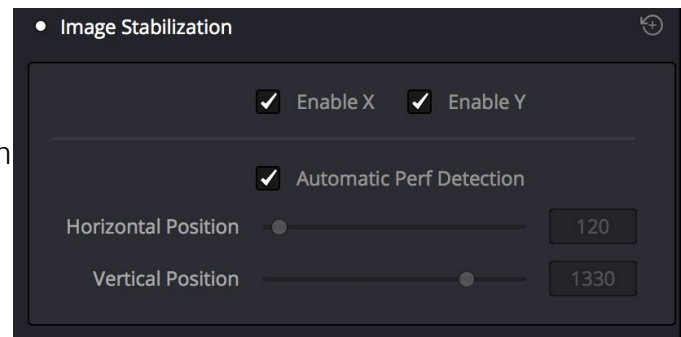 Image Stabilization
Enable X Enable Y
n
Automatic Perf Detection
Horizontal Position 120
Vertical Position 1330